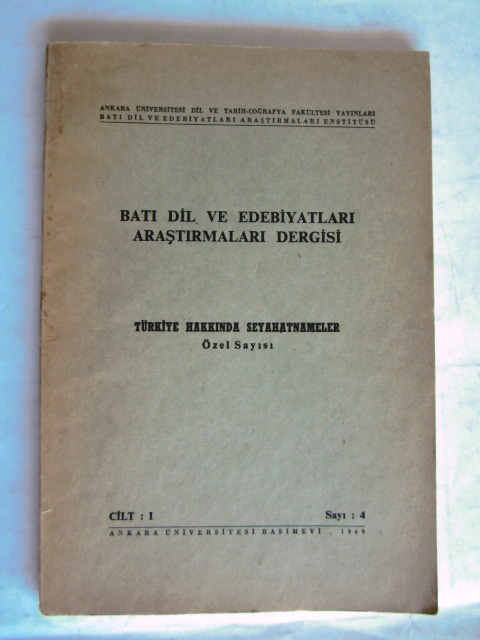 ANKARA ÜNİVERSİTESİ DİL VE TARİH-COĞRAFYA FAKÜLTESİ YAYINLARI
BATI DİL VE EDEBİYATLARI ARAŞTIRMALARI ENSTİTÜSÜ
BATI DİL VE EDEBİYATLARI
ARAŞTIRMALARI DERGİSİ
TÜRKİYE HAKKINDA SEYAHATNAMELER
Özel Sayısı
CİLT : I Sayı : 4
ANKARA ÜNİVERSİTESİ BASIMEVİ . 1969